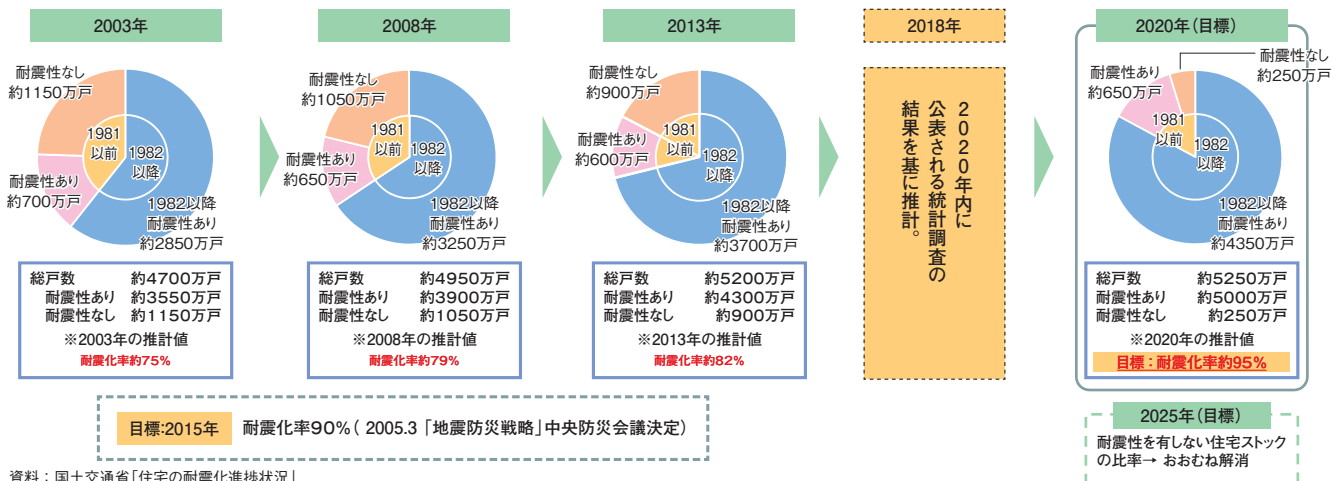 2003年
耐震性なし
約1150万戸
1981
以前
1982
以降
耐震性あり
約700万戸
1982以降
耐震性あり
約2850万戸
総戸数 約4700万戸
耐震性あり 約3550万戸
耐震性なし 約1150万戸
※2003年の推計値
耐震化率約75%
2008年
耐震性なし
約1050万戸
1981
以前
1982
以降
耐震性あり
約650万戸
1982以降
耐震性あり
約3250万戸
総戸数 約4950万戸
耐震性あり 約3900万戸
耐震性なし 約1050万戸
※2008年の推計値
耐震化率約79%
2013年
耐震性なし
約900万戸
1981
以前
1982
以降
耐震性あり
約600万戸
1982以降
耐震性あり
約3700万戸
総戸数 約5200万戸
耐震性あり 約4300万戸
耐震性なし 約900万戸
※2013年の推計値
耐震化率約82%
2018年
2020年内に
公表される統計調査の
結果を基に推計。
2020年(目標)
耐震性なし
約250万戸
耐震性あり
約650万戸
1981
以前
1982
以降
1982以降
耐震性あり
約4350万戸
総戸数 約5250万戸
耐震性あり 約5000万戸
耐震性なし 約250万戸
※2020年の推計値
目標:耐震化率約95%
目標:2015年 耐震化率90%( 2005.3 「地震防災戦略」中央防災会議決定)
2025年(目標)
耐震性を有しない住宅ストック
の比率→ おおむね解消
資料:国土交通省「住宅の耐震化進捗状況」